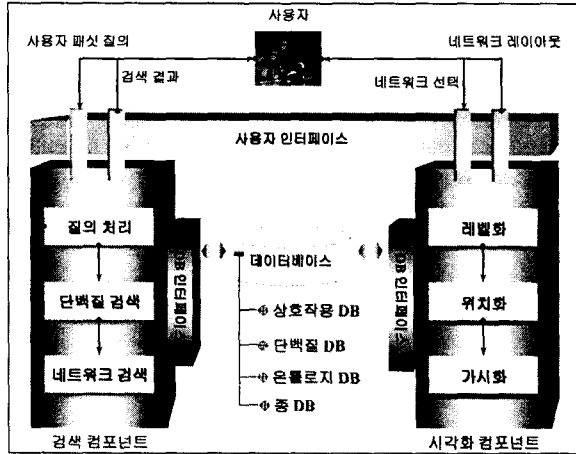 사용자
사용자 패싯 질의
네트워크 레이아웃
검색 결과
네트워크 선택
사용자 인터페이스
질의 처리
단백질 검색
네트워크 검색
DB 인터페이스
데이터베이스
상호작용 DB
단백질 DB
온톨로지 DB
종 DB
DB 인터페이스
레벨화
위치화
가시화
검색 컴포넌트
시각화 컴포넌트